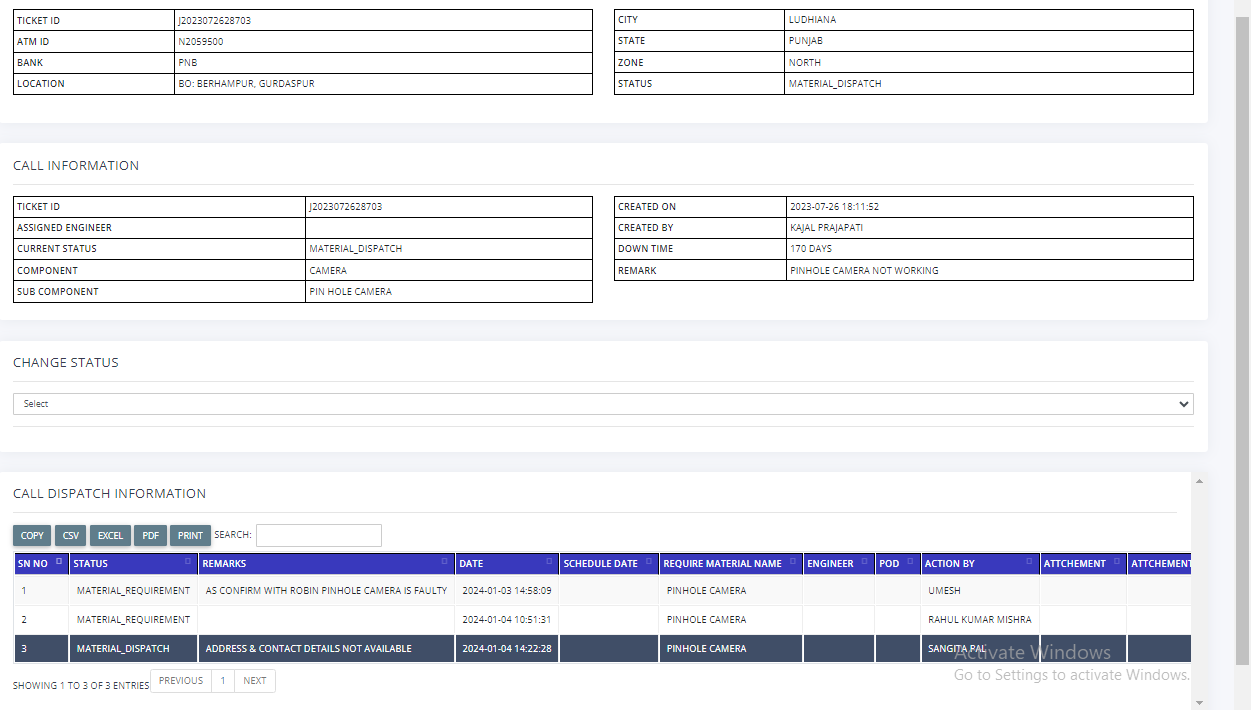 TICKET ID J2023072628703
ATM ID N2059500
BANK PNB
LOCATION BO: BERHAMPUR, GURDASPUR
CITY LUDHIANA
STATE PUNJAB
ZONE NORTH
STATUS MATERIAL_DISPATCH
CALL INFORMATION
TICKET ID J2023072628703
ASSIGNED ENGINEER
CURRENT STATUS MATERIAL_DISPATCH
COMPONENT CAMERA
SUB COMPONENT PIN HOLE CAMERA
CREATED ON 2023-07-26 18:11:52
CREATED BY KAJAL PRAJAPATI
DOWN TIME 170 DAYS
REMARK PINHOLE CAMERA NOT WORKING
CHANGE STATUS
Select
CALL DISPATCH INFORMATION
COPY CSV EXCEL PDF PRINT SEARCH:
SN NO STATUS REMARKS DATE SCHEDULE DATE REQUIRE MATERIAL NAME ENGINEER POD ACTION BY ATTCHEMENT ATTCHEMENT
1 MATERIAL_REQUIREMENT AS CONFIRM WITH ROBIN PINHOLE CAMERA IS FAULTY 2024-01-03 14:58:09 PINHOLE CAMERA UMESH
2 MATERIAL_REQUIREMENT 2024-01-04 10:51:31 PINHOLE CAMERA RAHUL KUMAR MISHRA
3 MATERIAL_DISPATCH ADDRESS & CONTACT DETAILS NOT AVAILABLE 2024-01-04 14:22:28 PINHOLE CAMERA SANGITA PAL
Activate Windows
Go to Settings to activate Windows.
SHOWING 1 TO 3 OF 3 ENTRIES PREVIOUS 1 NEXT